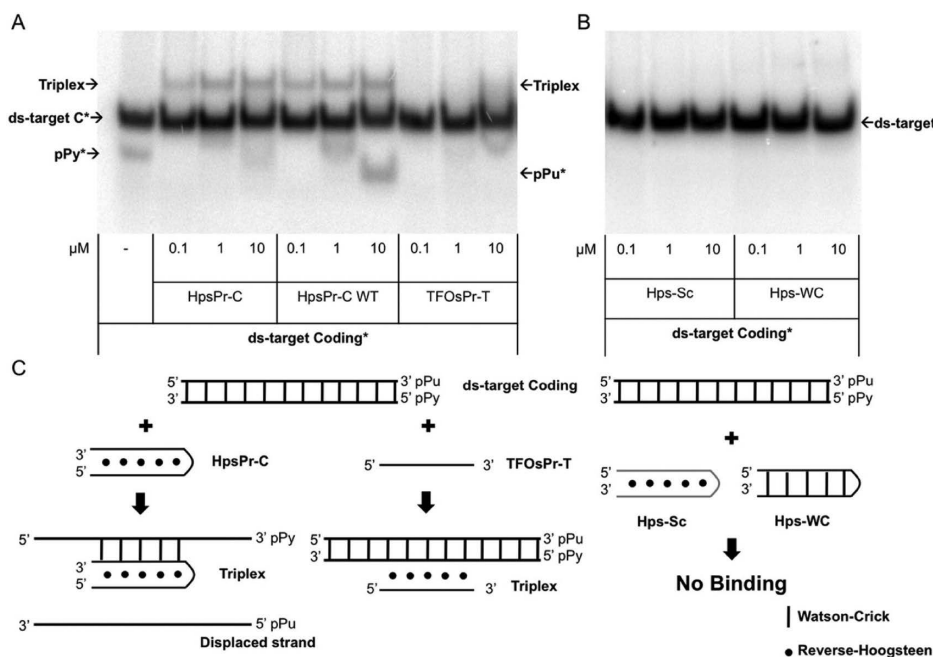 A
B
Triplex→
←Triplex
ds-target C*→
←ds-target
pPy*→
←pPu*
µM - 0.1 1 10 0.1 1 10 0.1 1 10
HpsPr-C HpsPr-C WT TFOsPr-T
ds-target Coding*
µM 0.1 1 10 0.1 1 10
Hps-Sc Hps-WC
ds-target Coding*
C
5' 3' pPu
3' 5' pPy
ds-target Coding
5' 3' pPu
3' 5' pPy
+ + +
3'
5'
HpsPr-C
5' 3' TFOsPr-T
5'
3'
Hps-Sc
5'
3'
Hps-WC
5' 3' pPy
3'
5'
Triplex
3' 5' pPu
Displaced strand
5' 3' pPu
3' 5' pPy
5' 3'
Triplex
No Binding
Watson-Crick
Reverse-Hoogsteen